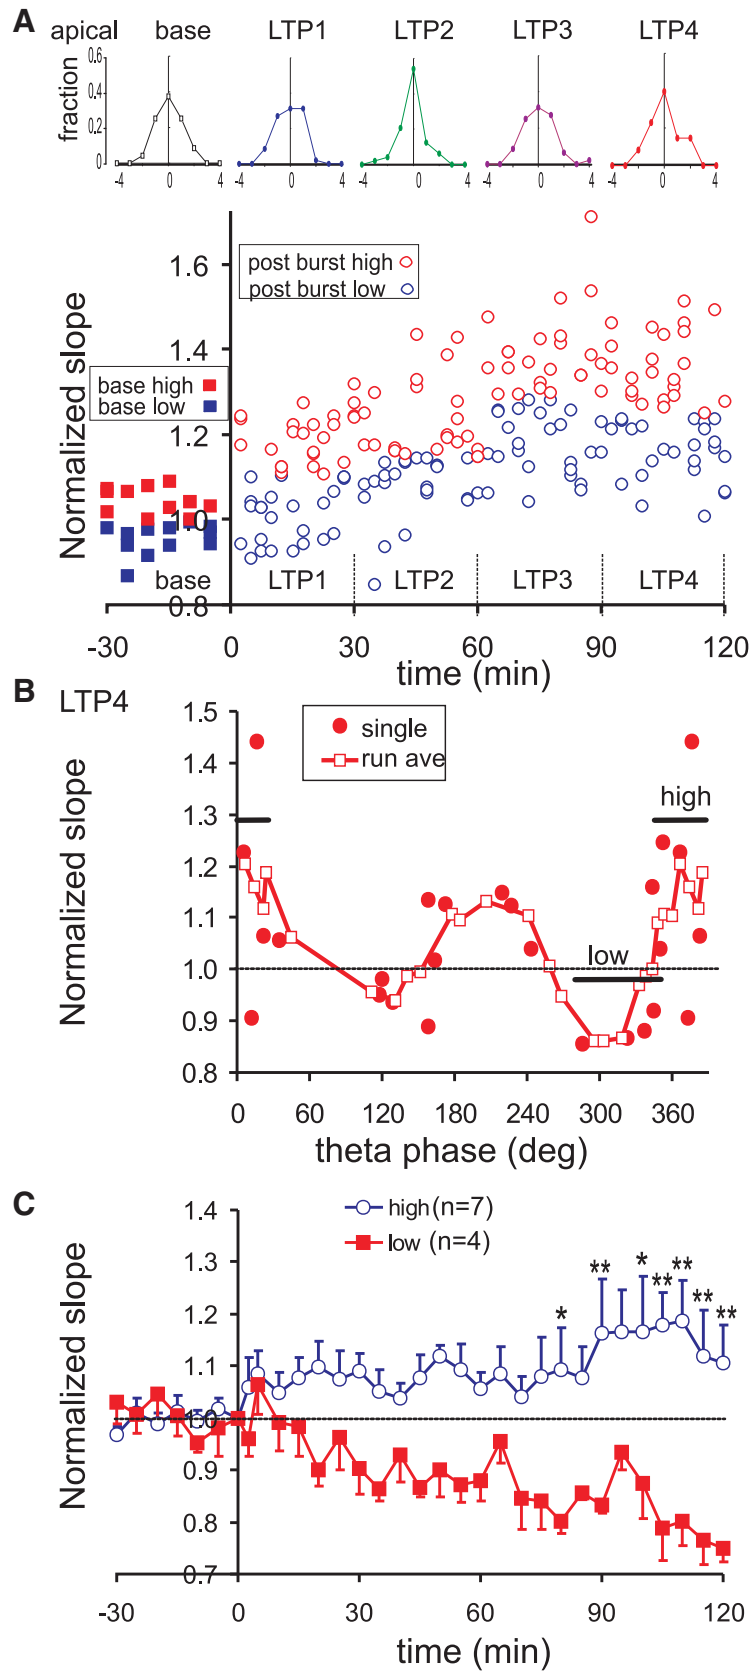 A
apical base LTP1 LTP2 LTP3 LTP4
fraction
0.6
0.4
0.2
0
-4 0 4 -4 0 4 -4 0 4 -4 0 4 -4 0 4
Normalized slope
1.6
1.4
1.2
1.0
0.8
post burst high
post burst low
base high
base low
base LTP1 LTP2 LTP3 LTP4
-30 0 30 60 90 120
time (min)
B LTP4
Normalized slope
1.5
1.4
1.3
1.2
1.1
1.0
0.9
0.8
single
run ave
high
low
0 60 120 180 240 300 360
theta phase (deg)
C
Normalized slope
1.4
1.3
1.2
1.1
1.0
0.9
0.8
0.7
high (n=7)
low (n=4)
* ** * ** ** ** **
-30 0 30 60 90 120
time (min)